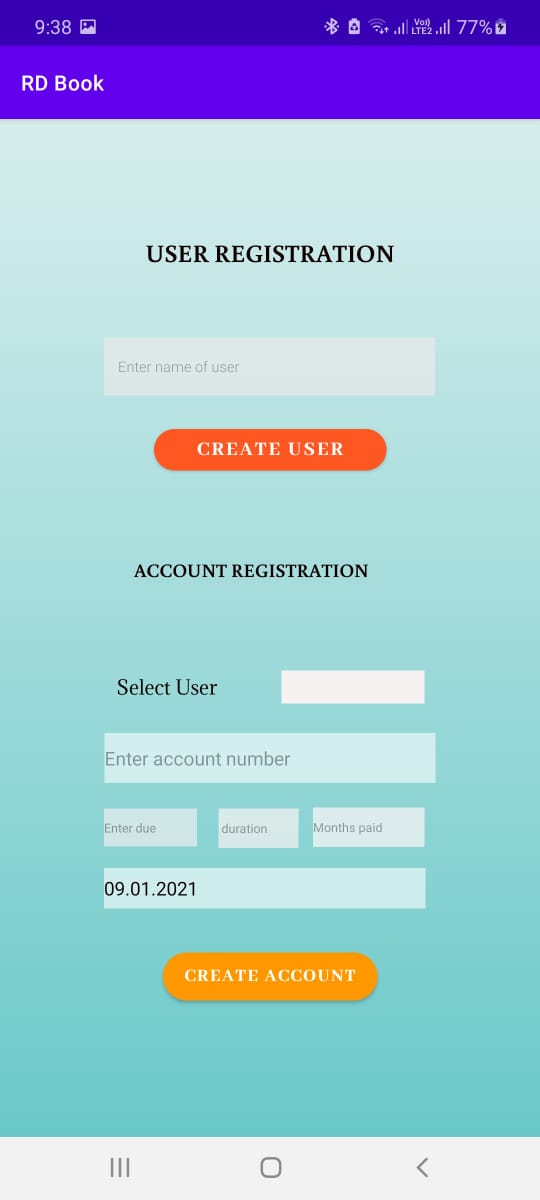 9:38 Vo)) LTE2 77%
RD Book
USER REGISTRATION
Enter name of user
CREATE USER
ACCOUNT REGISTRATION
Select User
Enter account number
Enter due duration Months paid
09.01.2021
CREATE ACCOUNT